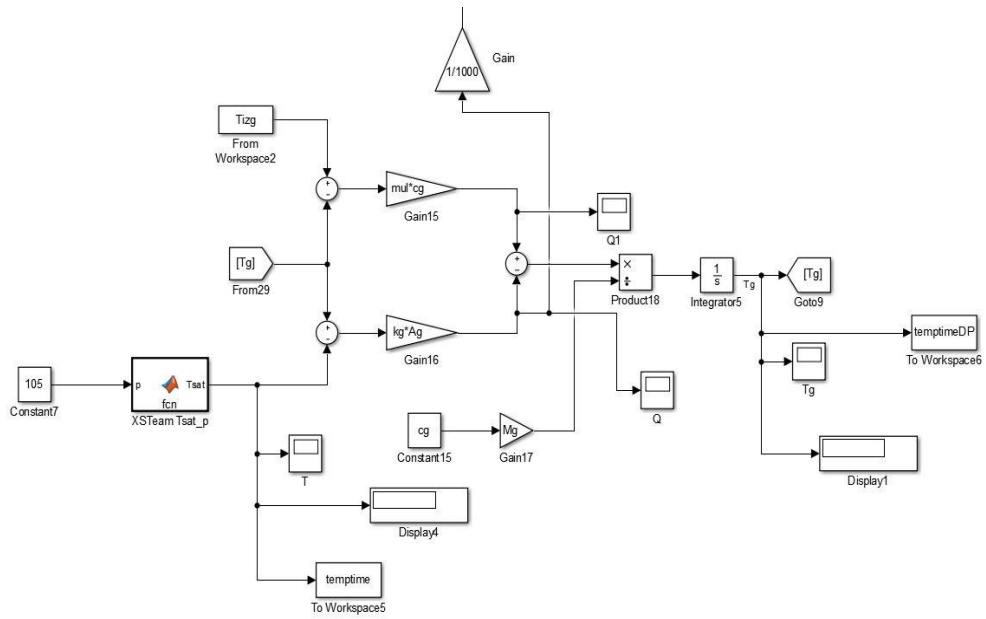 1/1000
Gain
Tizg
From
Workspace2
+
-
mul*cg
Gain15
Q1
[Tg]
From29
+
-
×
÷
Product18
1
s
Integrator5
Tg
[Tg]
Goto9
+
-
kg*Ag
Gain16
temptimeDP
To Workspace6
Tg
105
Constant7
p
Tsat
fcn
XSTeam Tsat_p
Q
cg
Constant15
Mg
Gain17
T
Display1
Display4
temptime
To Workspace5